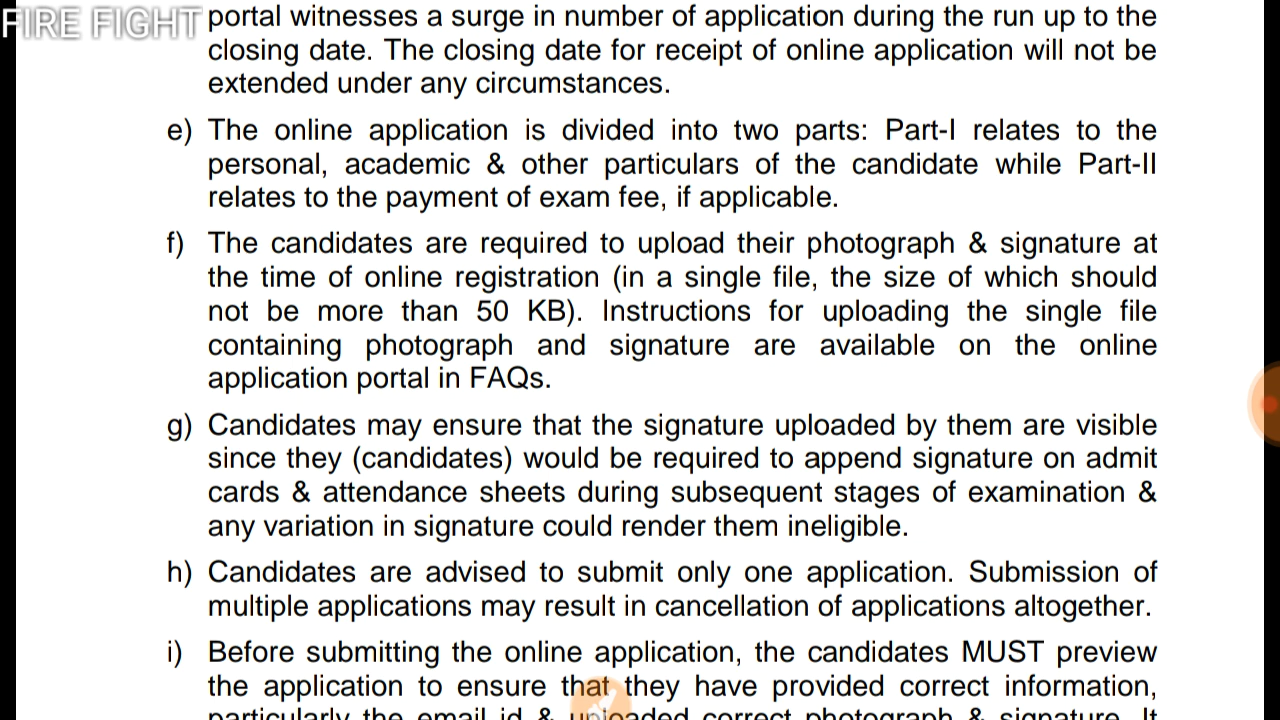 FIRE FIGHT
portal witnesses a surge in number of application during the run up to the
closing date. The closing date for receipt of online application will not be
extended under any circumstances.
e) The online application is divided into two parts: Part-I relates to the
personal, academic & other particulars of the candidate while Part-II
relates to the payment of exam fee, if applicable.
f) The candidates are required to upload their photograph & signature at
the time of online registration (in a single file, the size of which should
not be more than 50 KB). Instructions for uploading the single file
containing photograph and signature are available on the online
application portal in FAQs.
g) Candidates may ensure that the signature uploaded by them are visible
since they (candidates) would be required to append signature on admit
cards & attendance sheets during subsequent stages of examination &
any variation in signature could render them ineligible.
h) Candidates are advised to submit only one application. Submission of
multiple applications may result in cancellation of applications altogether.
i) Before submitting the online application, the candidates MUST preview
the application to ensure that they have provided correct information,
particularly the email id & uploaded correct photograph & signature. It